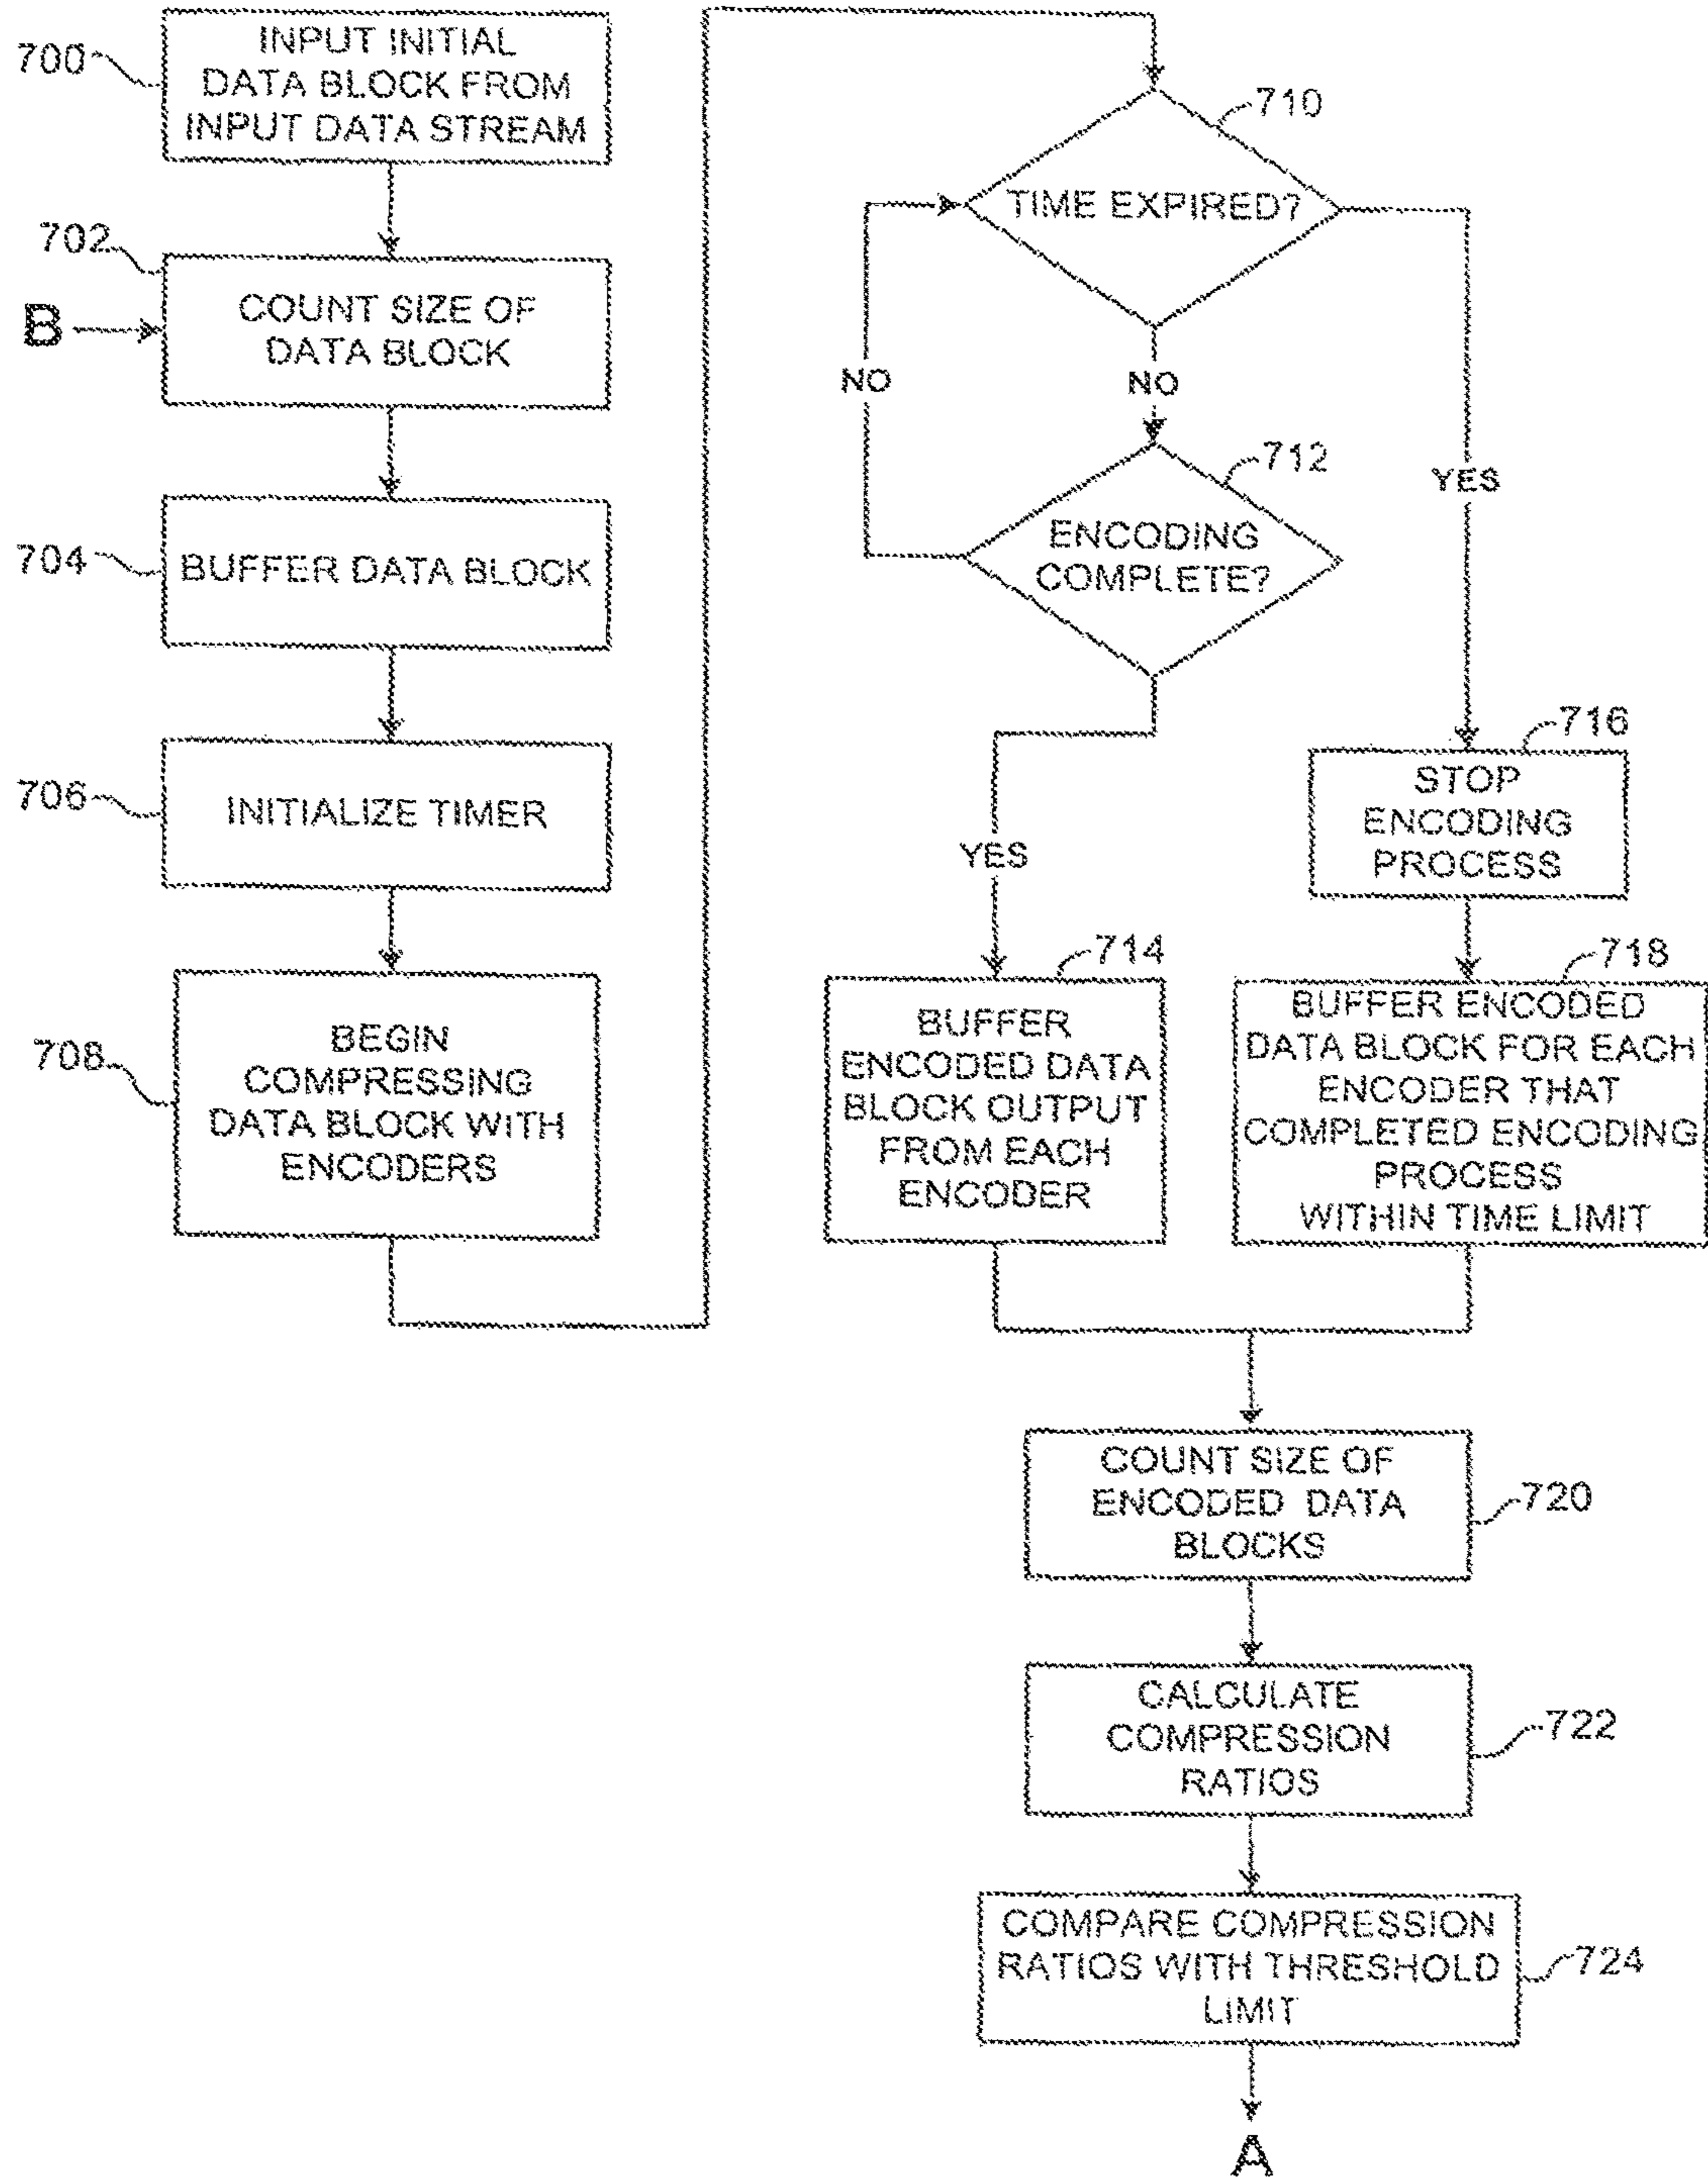 700
INPUT INITIAL
DATA BLOCK FROM
INPUT DATA STREAM
702
B
COUNT SIZE OF
DATA BLOCK
704
BUFFER DATA BLOCK
706
INITIALIZE TIMER
708
BEGIN
COMPRESSING
DATA BLOCK WITH
ENCODERS
710
TIME EXPIRED?
NO
NO
YES
712
ENCODING
COMPLETE?
YES
716
STOP
ENCODING
PROCESS
714
BUFFER
ENCODED DATA
BLOCK OUTPUT
FROM EACH
ENCODER
718
BUFFER ENCODED
DATA BLOCK FOR EACH
ENCODER THAT
COMPLETED ENCODING
PROCESS
WITHIN TIME LIMIT
COUNT SIZE OF
ENCODED DATA
BLOCKS
720
CALCULATE
COMPRESSION
RATIOS
722
COMPARE COMPRESSION
RATIOS WITH THRESHOLD
LIMIT
724
A